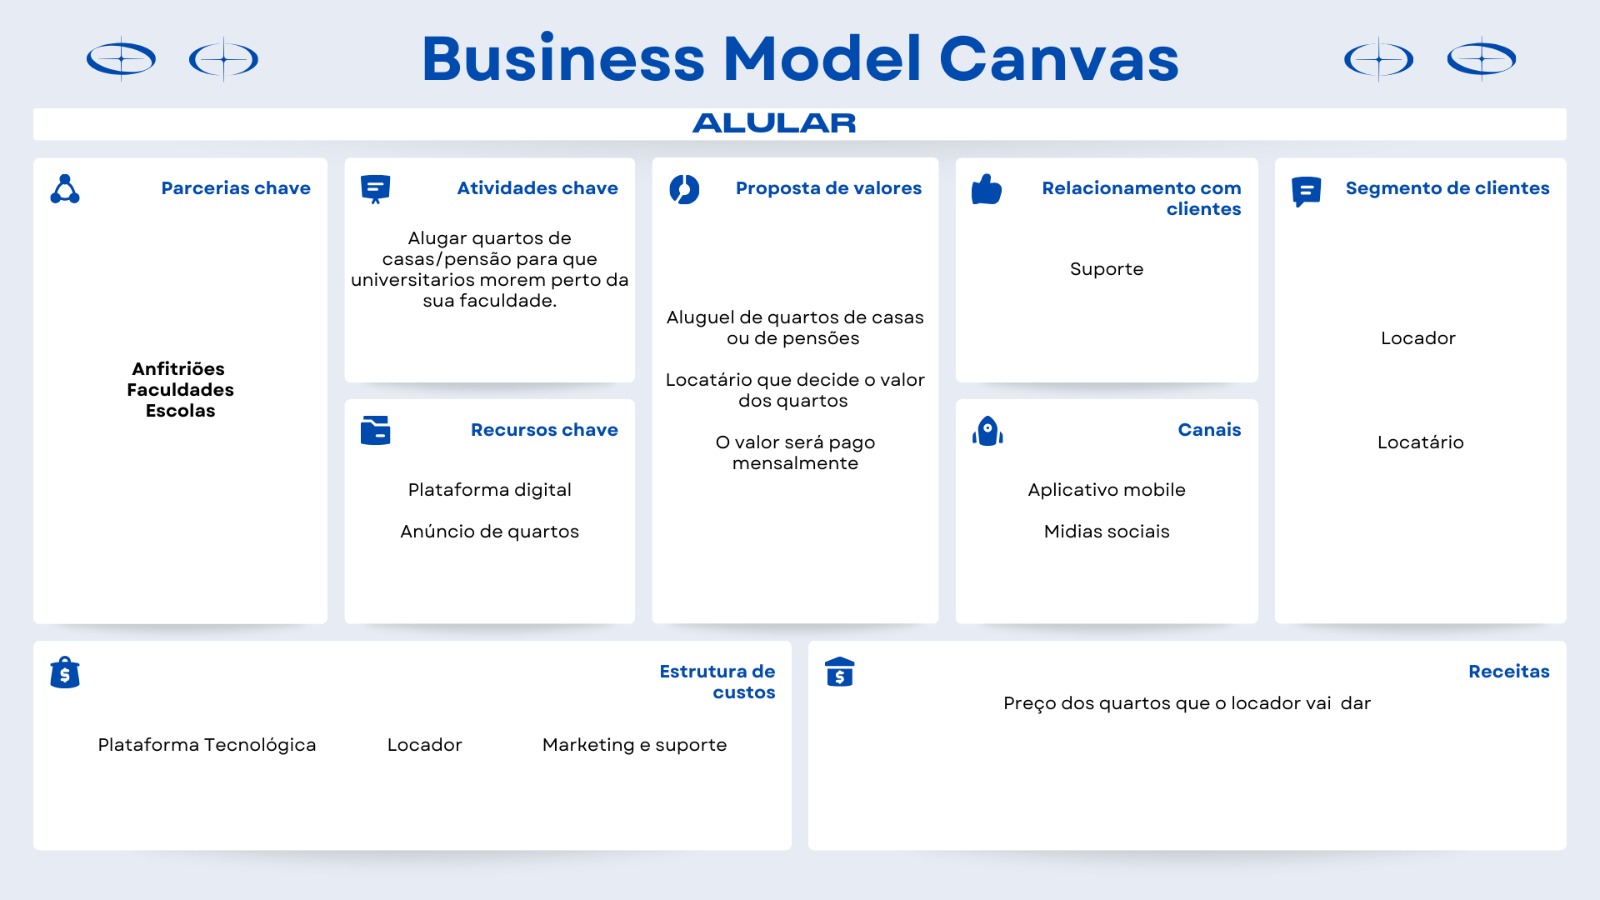 Business Model Canvas
ALULAR
Parcerias chave
Anfitriões
Faculdades
Escolas
Atividades chave
Alugar quartos de
casas/pensão para que
universitarios morem perto da
sua faculdade.
Recursos chave
Plataforma digital
Anúncio de quartos
Proposta de valores
Aluguel de quartos de casas
ou de pensões
Locatário que decide o valor
dos quartos
O valor será pago
mensalmente
Relacionamento com
clientes
Suporte
Canais
Aplicativo mobile
Midias sociais
Segmento de clientes
Locador
Locatário
Estrutura de
custos
Plataforma Tecnológica Locador Marketing e suporte
Receitas
Preço dos quartos que o locador vai dar